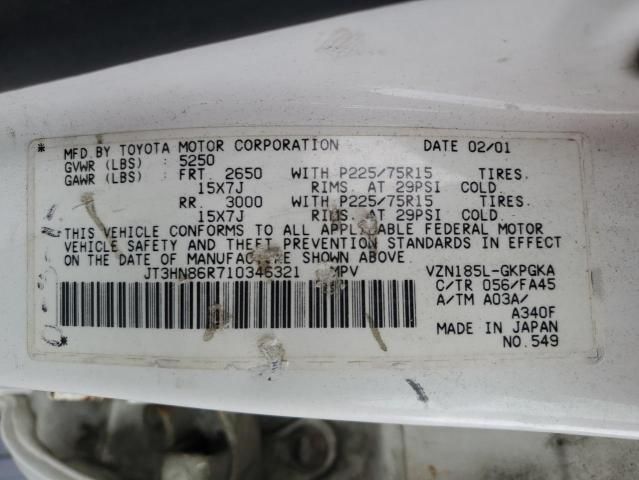 MFD.BY TOYOTA MOTOR CORPORATION DATE 02/01
GVWR (LBS) 5250
GAWR (LBS) FRT. 2650 WITH P225/75R15 TIRES.
15X7J RIMS. AT 29PSI COLD.
RR. 3000 WITH P225/75R15 TIRES.
15X7J RIMS. AT 29PSI COLD.
*THIS VEHICLE CONFORMS TO ALL APPLICABLE FEDERAL MOTOR
VEHICLE SAFETY AND THEFT PREVENTION STANDARDS IN EFFECT
ON THE DATE OF MANUFACTURE SHOWN ABOVE.
JT3HN86R710346321 MPV VZN185L-GKPGKA
C/TR 056/FA45
A/TM A03A/
A340F
MADE IN JAPAN
NO.549